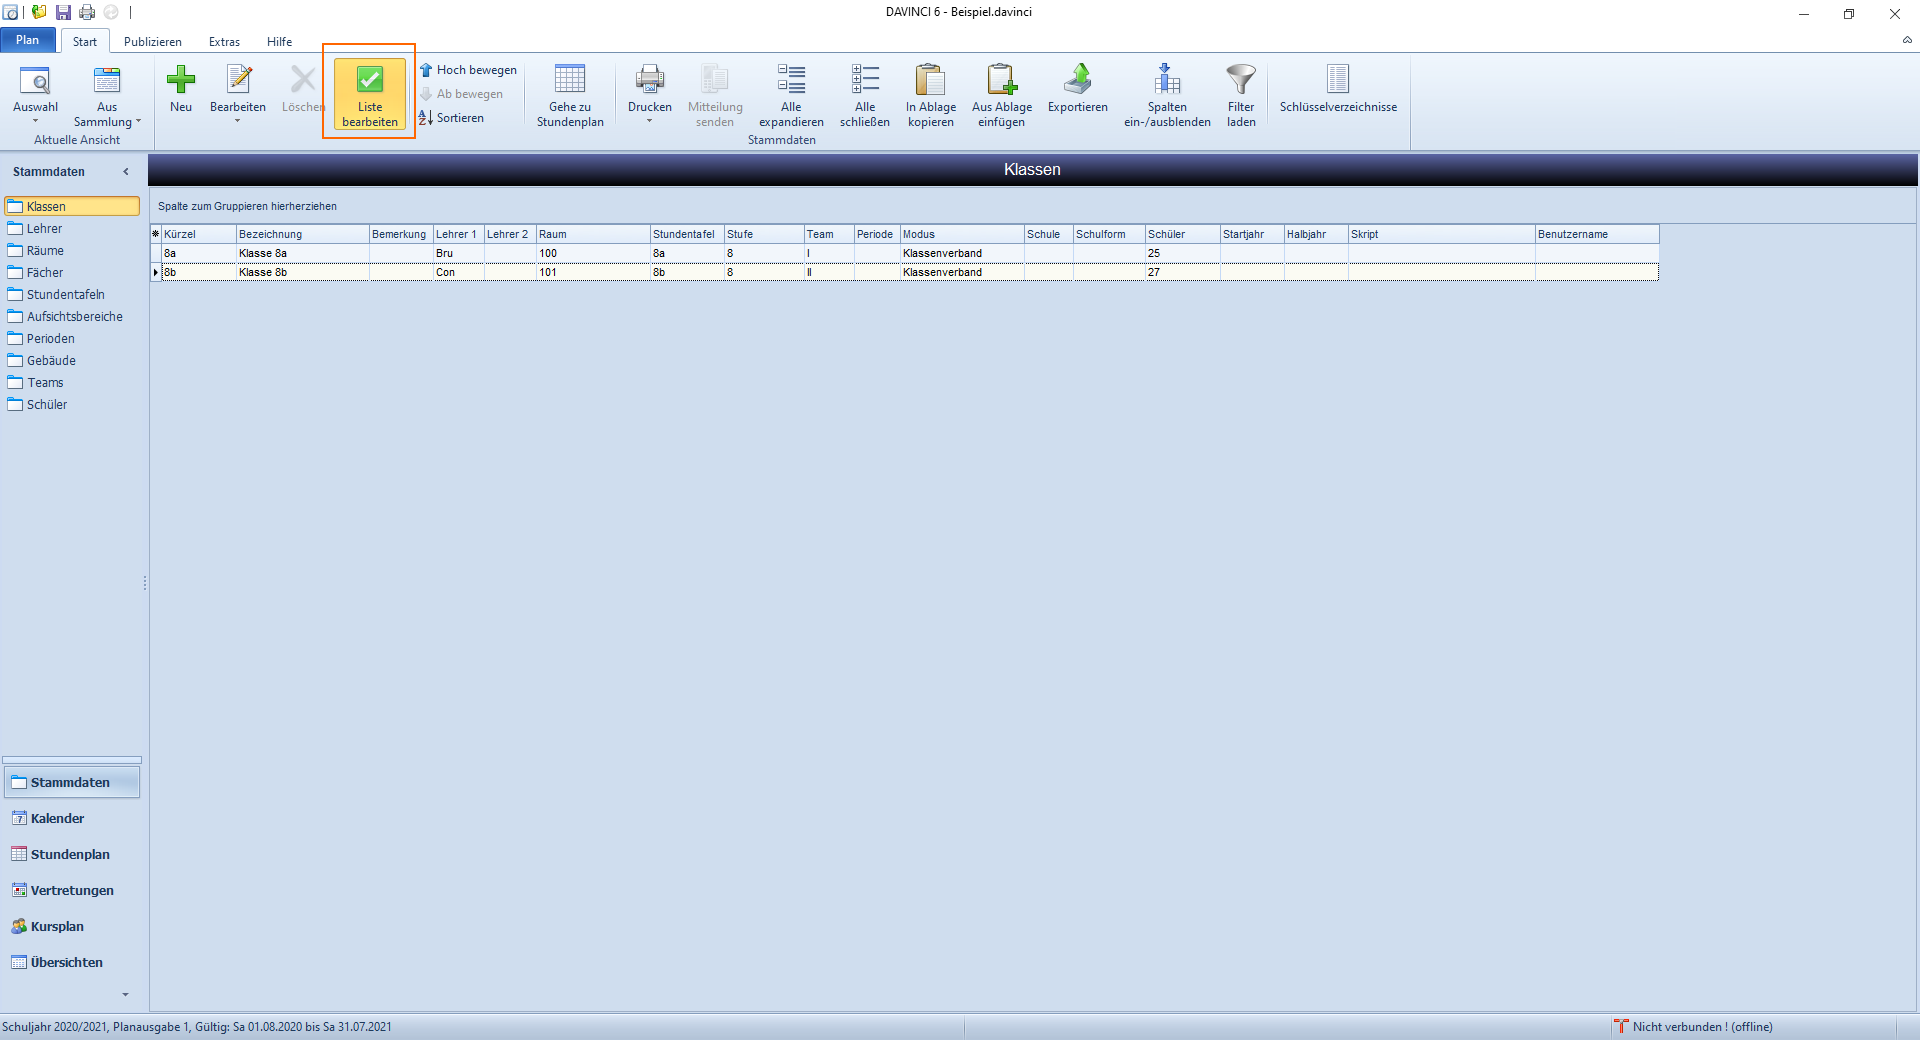 DAVINCI 6 - Beispiel.davinci
Plan Start Publizieren Extras Hilfe
Auswahl
Aus Sammlung
Aktuelle Ansicht
Neu
Bearbeiten
Löschen
Liste bearbeiten
Hoch bewegen
Ab bewegen
Sortieren
Gehe zu Stundenplan
Drucken
Mitteilung senden
Alle expandieren
Alle schließen
In Ablage kopieren
Aus Ablage einfügen
Exportieren
Spalten ein-/ausblenden
Filter laden
Schlüsselverzeichnisse
Stammdaten
Stammdaten
Klassen
Lehrer
Räume
Fächer
Stundentafeln
Aufsichtsbereiche
Perioden
Gebäude
Teams
Schüler
Stammdaten
Kalender
Stundenplan
Vertretungen
Kursplan
Übersichten
Klassen
Spalte zum Gruppieren hierherziehen
Kürzel Bezeichnung Bemerkung Lehrer 1 Lehrer 2 Raum Stundentafel Stufe Team Periode Modus Schule Schulform Schüler Startjahr Halbjahr Skript Benutzername
8a Klasse 8a Bru 100 8a 8 I Klassenverband 25
8b Klasse 8b Con 101 8b 8 II Klassenverband 27
Schuljahr 2020/2021, Planausgabe 1, Gültig: Sa 01.08.2020 bis Sa 31.07.2021
Nicht verbunden ! (offline)